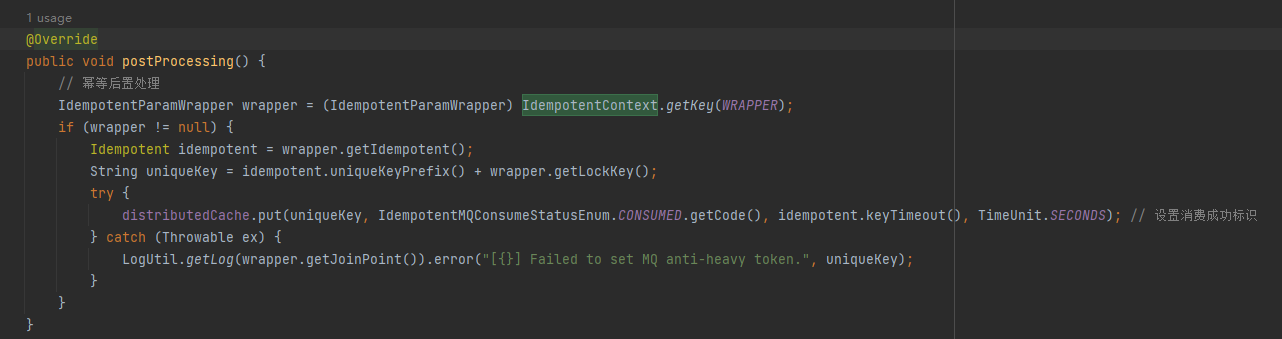 1 usage
@Override
public void postProcessing() {
// 幂等后置处理
IdempotentParamWrapper wrapper = (IdempotentParamWrapper) IdempotentContext.getKey(WRAPPER);
if (wrapper != null) {
Idempotent idempotent = wrapper.getIdempotent();
String uniqueKey = idempotent.uniqueKeyPrefix() + wrapper.getLockKey();
try {
distributedCache.put(uniqueKey, IdempotentMQConsumeStatusEnum.CONSUMED.getCode(), idempotent.keyTimeout(), TimeUnit.SECONDS); // 设置消费成功标识
} catch (Throwable ex) {
LogUtil.getLog(wrapper.getJoinPoint()).error("[{}] Failed to set MQ anti-heavy token.", uniqueKey);
}
}
}